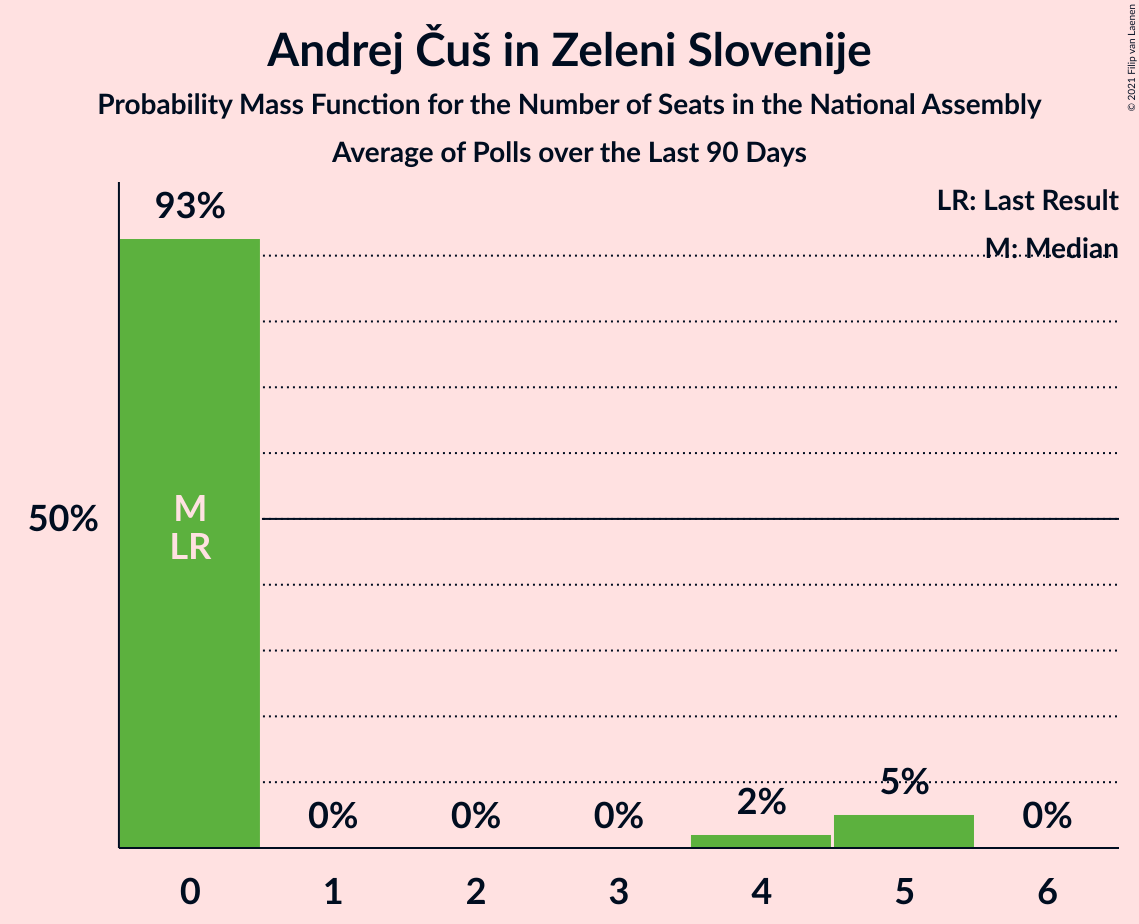 Andrej Čuš in Zeleni Slovenije
Probability Mass Function for the Number of Seats in the National Assembly
Average of Polls over the Last 90 Days
© 2021 Filip van Laenen
LR: Last Result
M: Median
93%
M
LR
50%
0%
0%
0%
2%
5%
0%
0 1 2 3 4 5 6